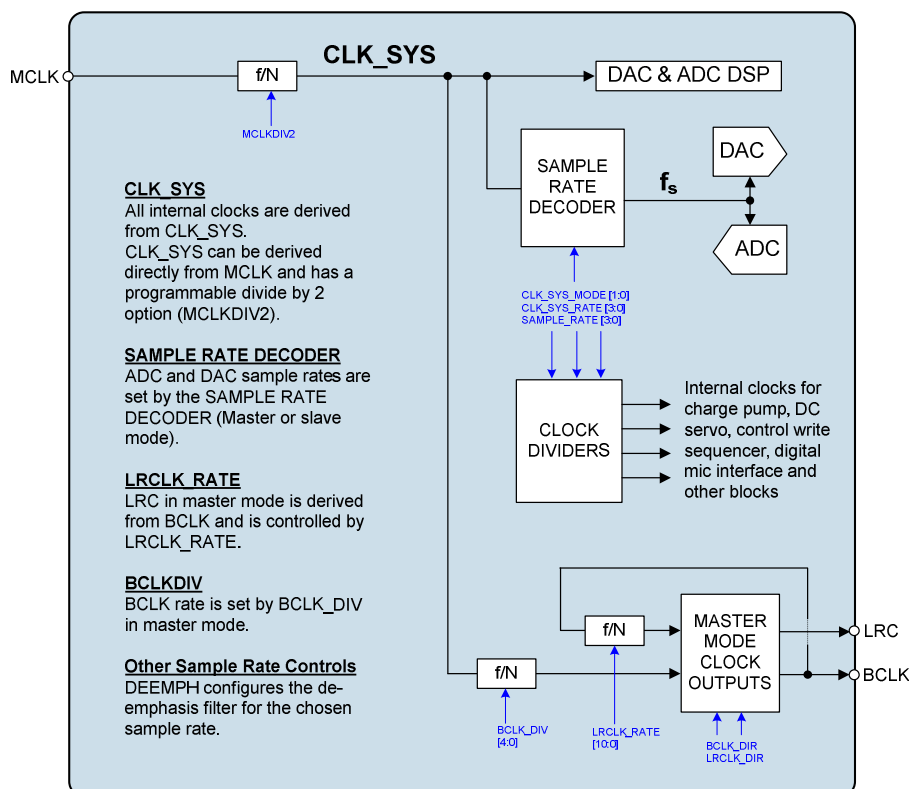 CLK_SYS
MCLK
f/N
DAC & ADC DSP
MCLKDIV2
SAMPLE
RATE
DECODER
fs
DAC
ADC
CLK_SYS
All internal clocks are derived
from CLK_SYS.
CLK_SYS can be derived
directly from MCLK and has a
programmable divide by 2
option (MCLKDIV2).
SAMPLE RATE DECODER
ADC and DAC sample rates are
set by the SAMPLE RATE
DECODER (Master or slave
mode).
LRCLK_RATE
LRC in master mode is derived
from BCLK and is controlled by
LRCLK_RATE.
BCLKDIV
BCLK rate is set by BCLK_DIV
in master mode.
Other Sample Rate Controls
DEEMPH configures the de-
emphasis filter for the chosen
sample rate.
CLK_SYS_MODE [1:0]
CLK_SYS_RATE [3:0]
SAMPLE_RATE [3:0]
CLOCK
DIVIDERS
Internal clocks for
charge pump, DC
servo, control write
sequencer, digital
mic interface and
other blocks
f/N
MASTER
MODE
CLOCK
OUTPUTS
LRC
BCLK
f/N
BCLK_DIV
[4:0]
LRCLK_RATE
[10:0]
BCLK_DIR
LRCLK_DIR